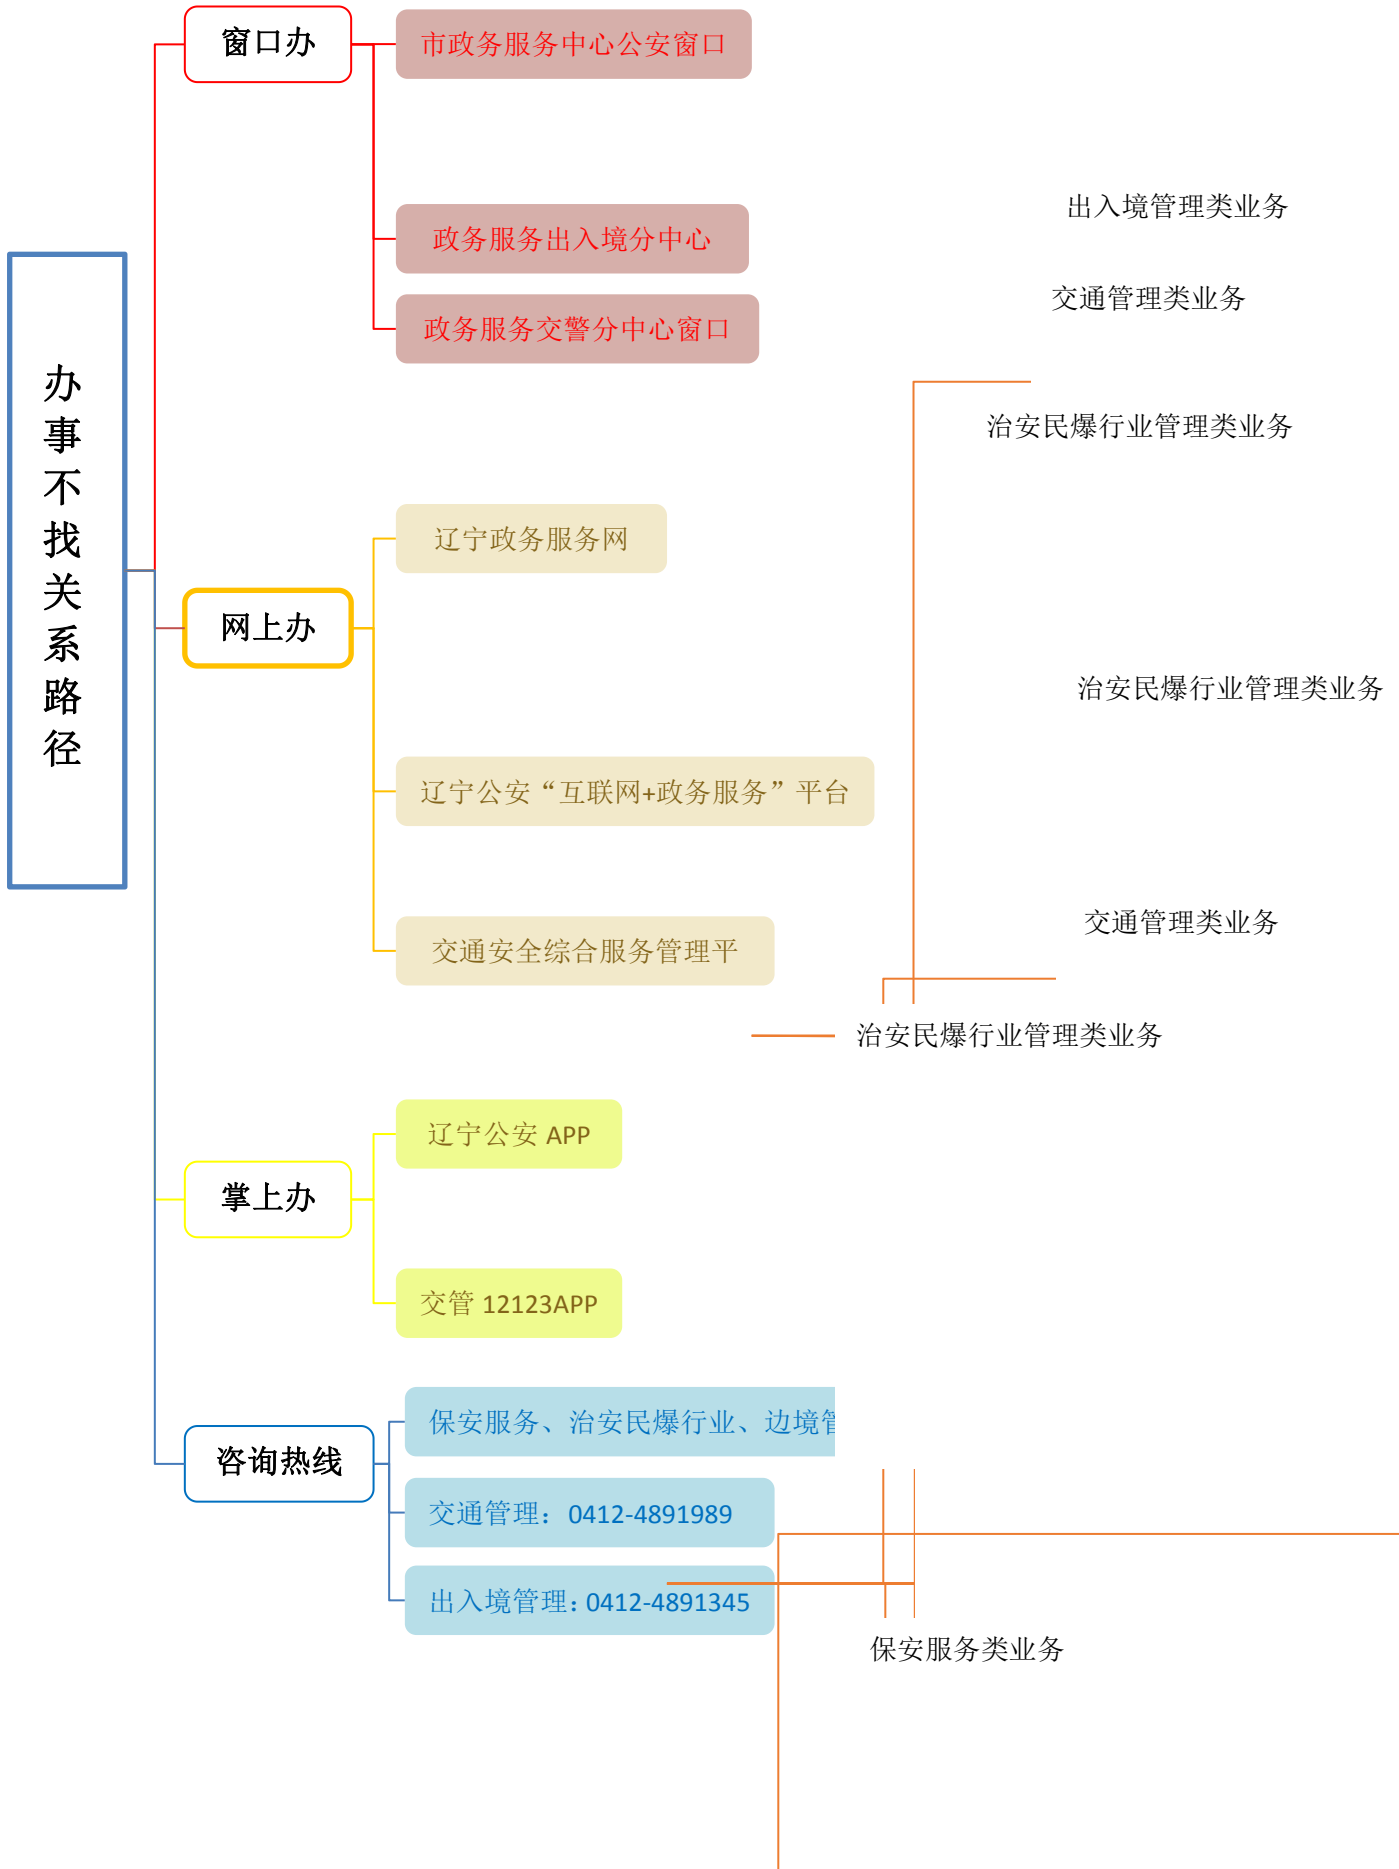 办事不找关系路径
窗口办
市政务服务中心公安窗口
政务服务出入境分中心
出入境管理类业务
政务服务交警分中心窗口
交通管理类业务
治安民爆行业管理类业务
网上办
辽宁政务服务网
治安民爆行业管理类业务
辽宁公安“互联网+政务服务”平台
交通管理类业务
交通安全综合服务管理平
治安民爆行业管理类业务
掌上办
辽宁公安 APP
交管 12123APP
咨询热线
保安服务、治安民爆行业、边境管
交通管理：0412-4891989
出入境管理：0412-4891345
保安服务类业务